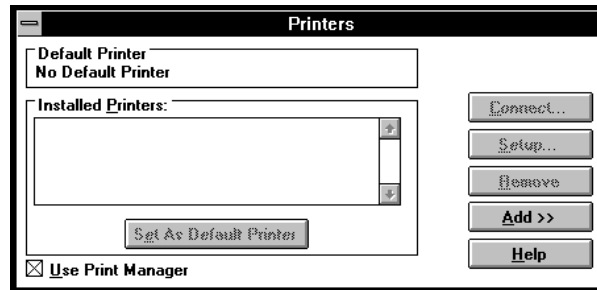 Printers
Default Printer
No Default Printer
Installed Printers:
Connect...
Setup...
Remove
Set As Default Printer
Add >>
Use Print Manager
Help